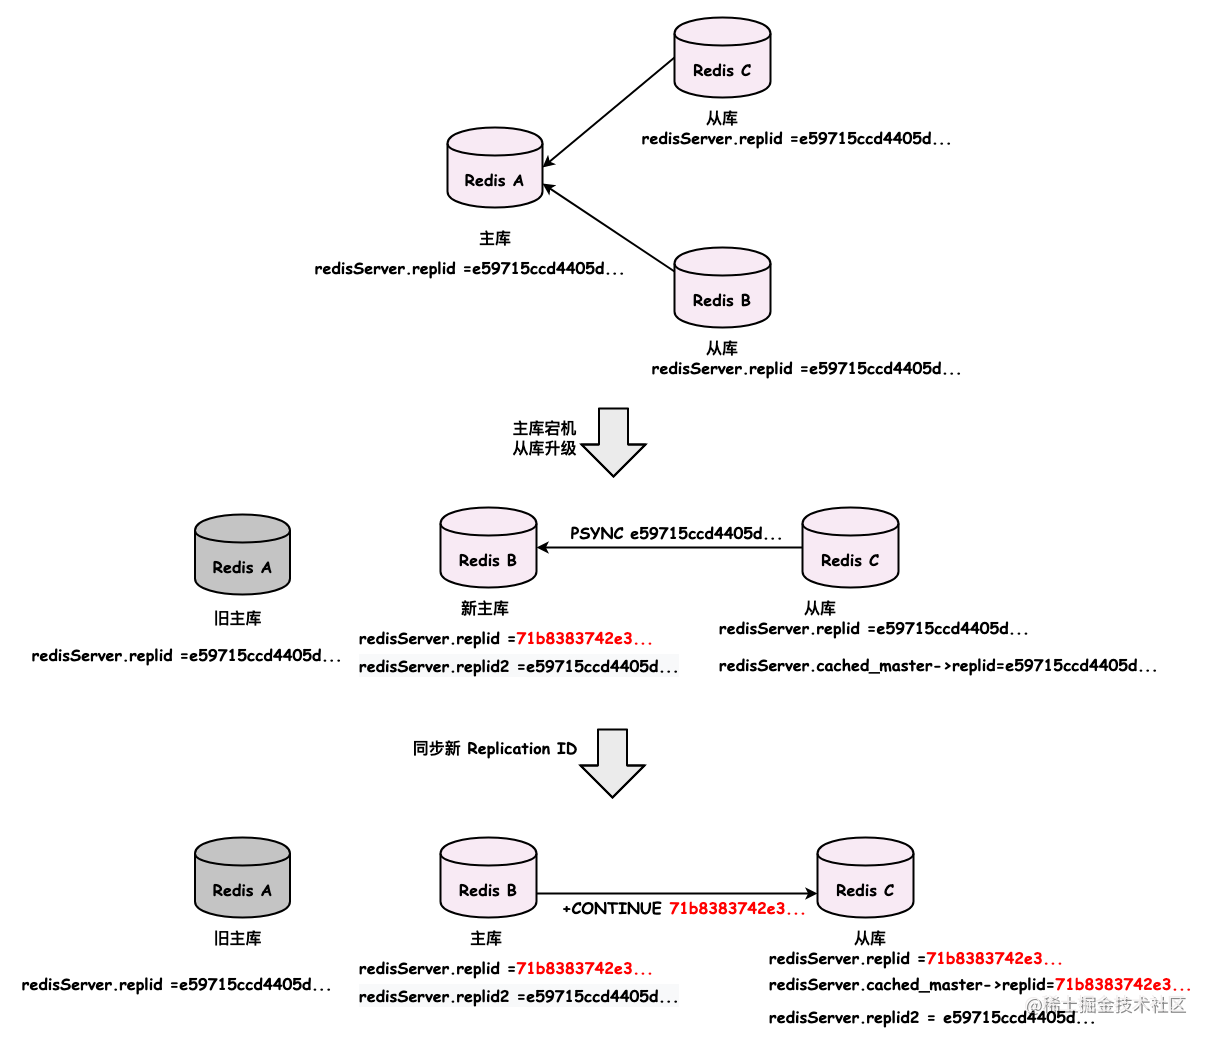 Redis C
从库
redisServer.replid =e59715ccd4405d...
Redis A
主库
redisServer.replid =e59715ccd4405d...
Redis B
从库
redisServer.replid =e59715ccd4405d...
主库宕机
从库升级
Redis A
旧主库
redisServer.replid =e59715ccd4405d...
Redis B
新主库
redisServer.replid =71b8383742e3...
redisServer.replid2 =e59715ccd4405d...
PSYNC e59715ccd4405d...
Redis C
从库
redisServer.replid =e59715ccd4405d...
redisServer.cached_master->replid=e59715ccd4405d...
同步新 Replication ID
Redis A
旧主库
redisServer.replid =e59715ccd4405d...
Redis B
主库
redisServer.replid =71b8383742e3...
redisServer.replid2 =e59715ccd4405d...
+CONTINUE 71b8383742e3...
Redis C
从库
redisServer.replid =71b8383742e3...
redisServer.cached_master->replid=71b8383742e3...
redisServer.replid2 = e59715ccd4405d...
@稀土掘金技术社区